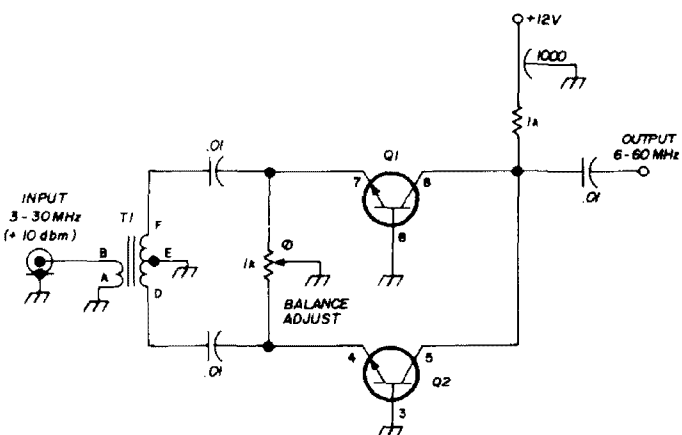 +12V
1000
1k
OUTPUT
6-60 MHz
.01
.01
Q1
7
8
6
INPUT
3-30 MHz
(+ 10 dbm)
T1
F
B
E
A
D
Ø
1k
BALANCE
ADJUST
.01
4
5
Q2
3